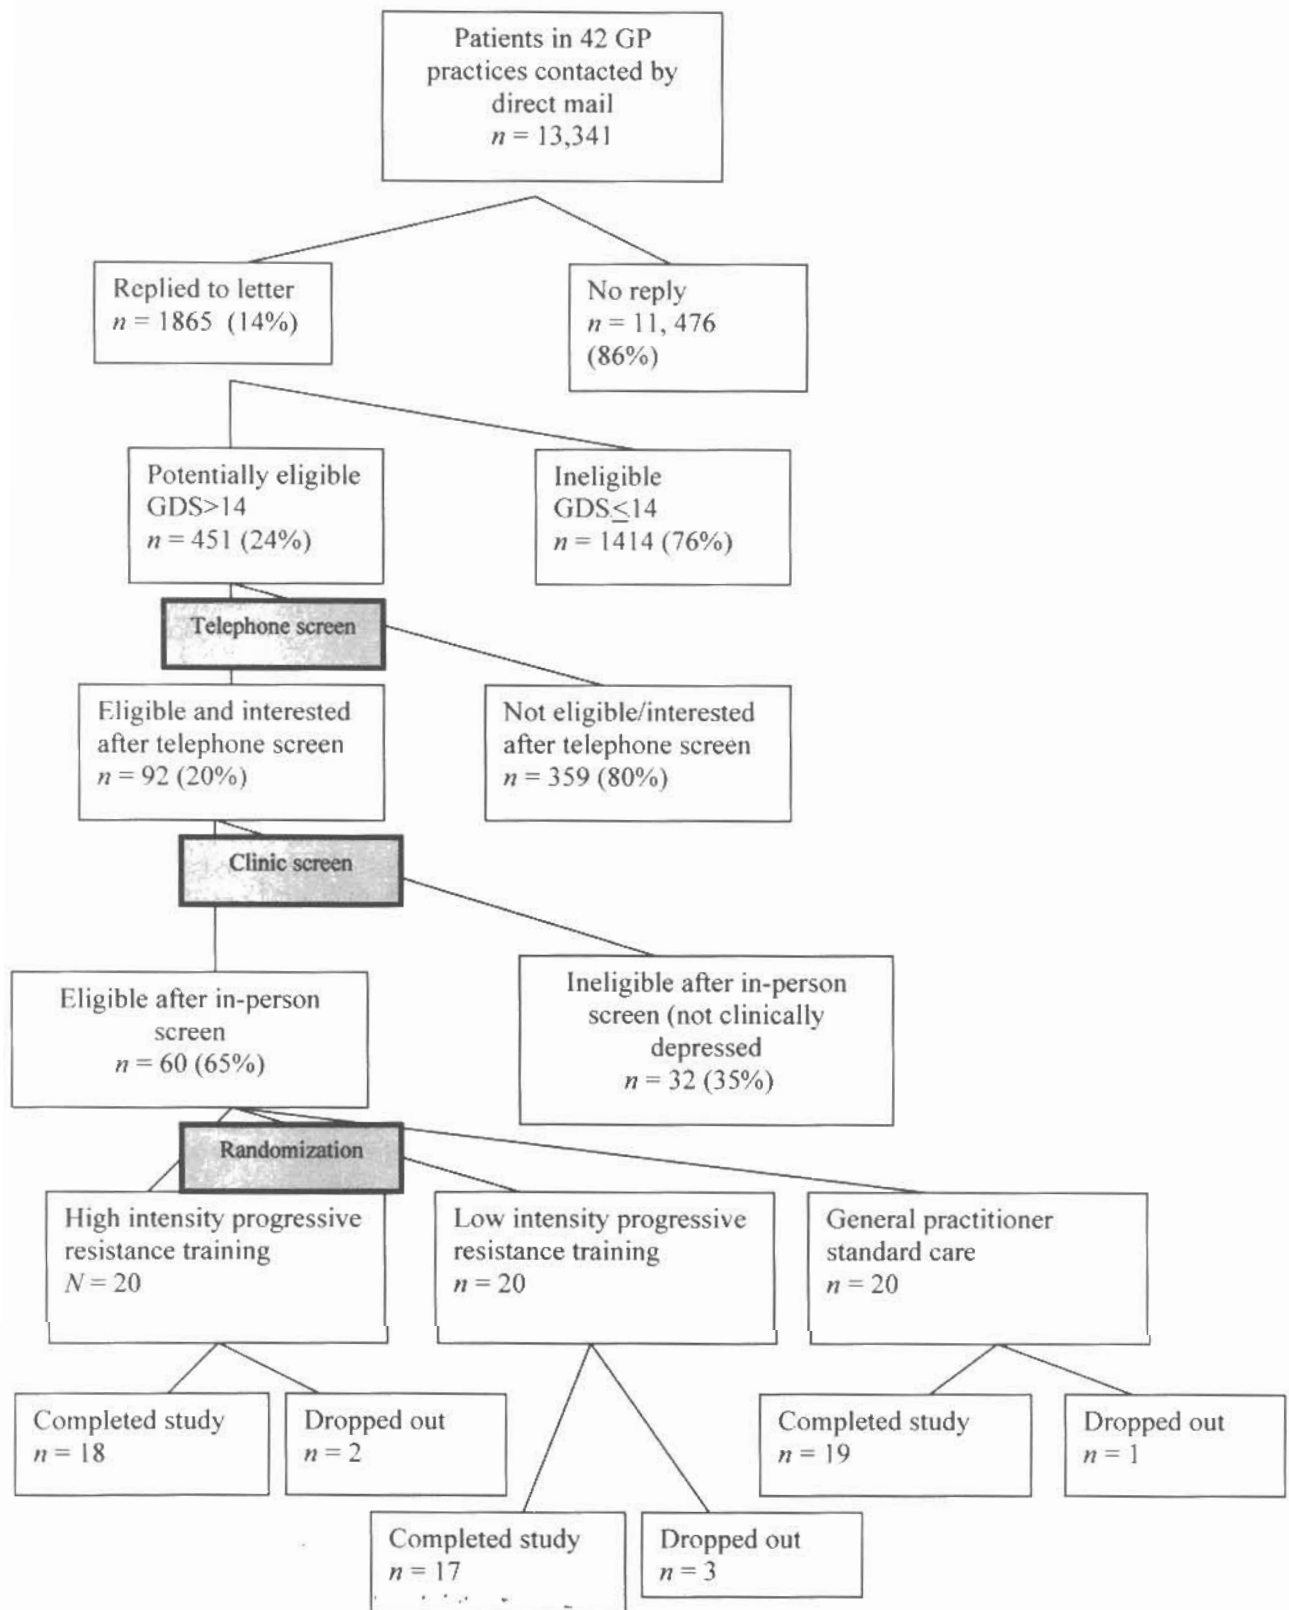 Patients in 42 GP
practices contacted by
direct mail
n = 13,341
Replied to letter
n = 1865 (14%)
No reply
n = 11, 476
(86%)
Potentially eligible
GDS>14
n = 451 (24%)
Ineligible
GDS≤14
n = 1414 (76%)
Telephone screen
Eligible and interested
after telephone screen
n = 92 (20%)
Not eligible/interested
after telephone screen
n = 359 (80%)
Clinic screen
Eligible after in-person
screen
n = 60 (65%)
Ineligible after in-person
screen (not clinically
depressed
n = 32 (35%)
Randomization
High intensity progressive
resistance training
N = 20
Low intensity progressive
resistance training
n = 20
General practitioner
standard care
n = 20
Completed study
n = 18
Dropped out
n = 2
Completed study
n = 17
Dropped out
n = 3
Completed study
n = 19
Dropped out
n = 1